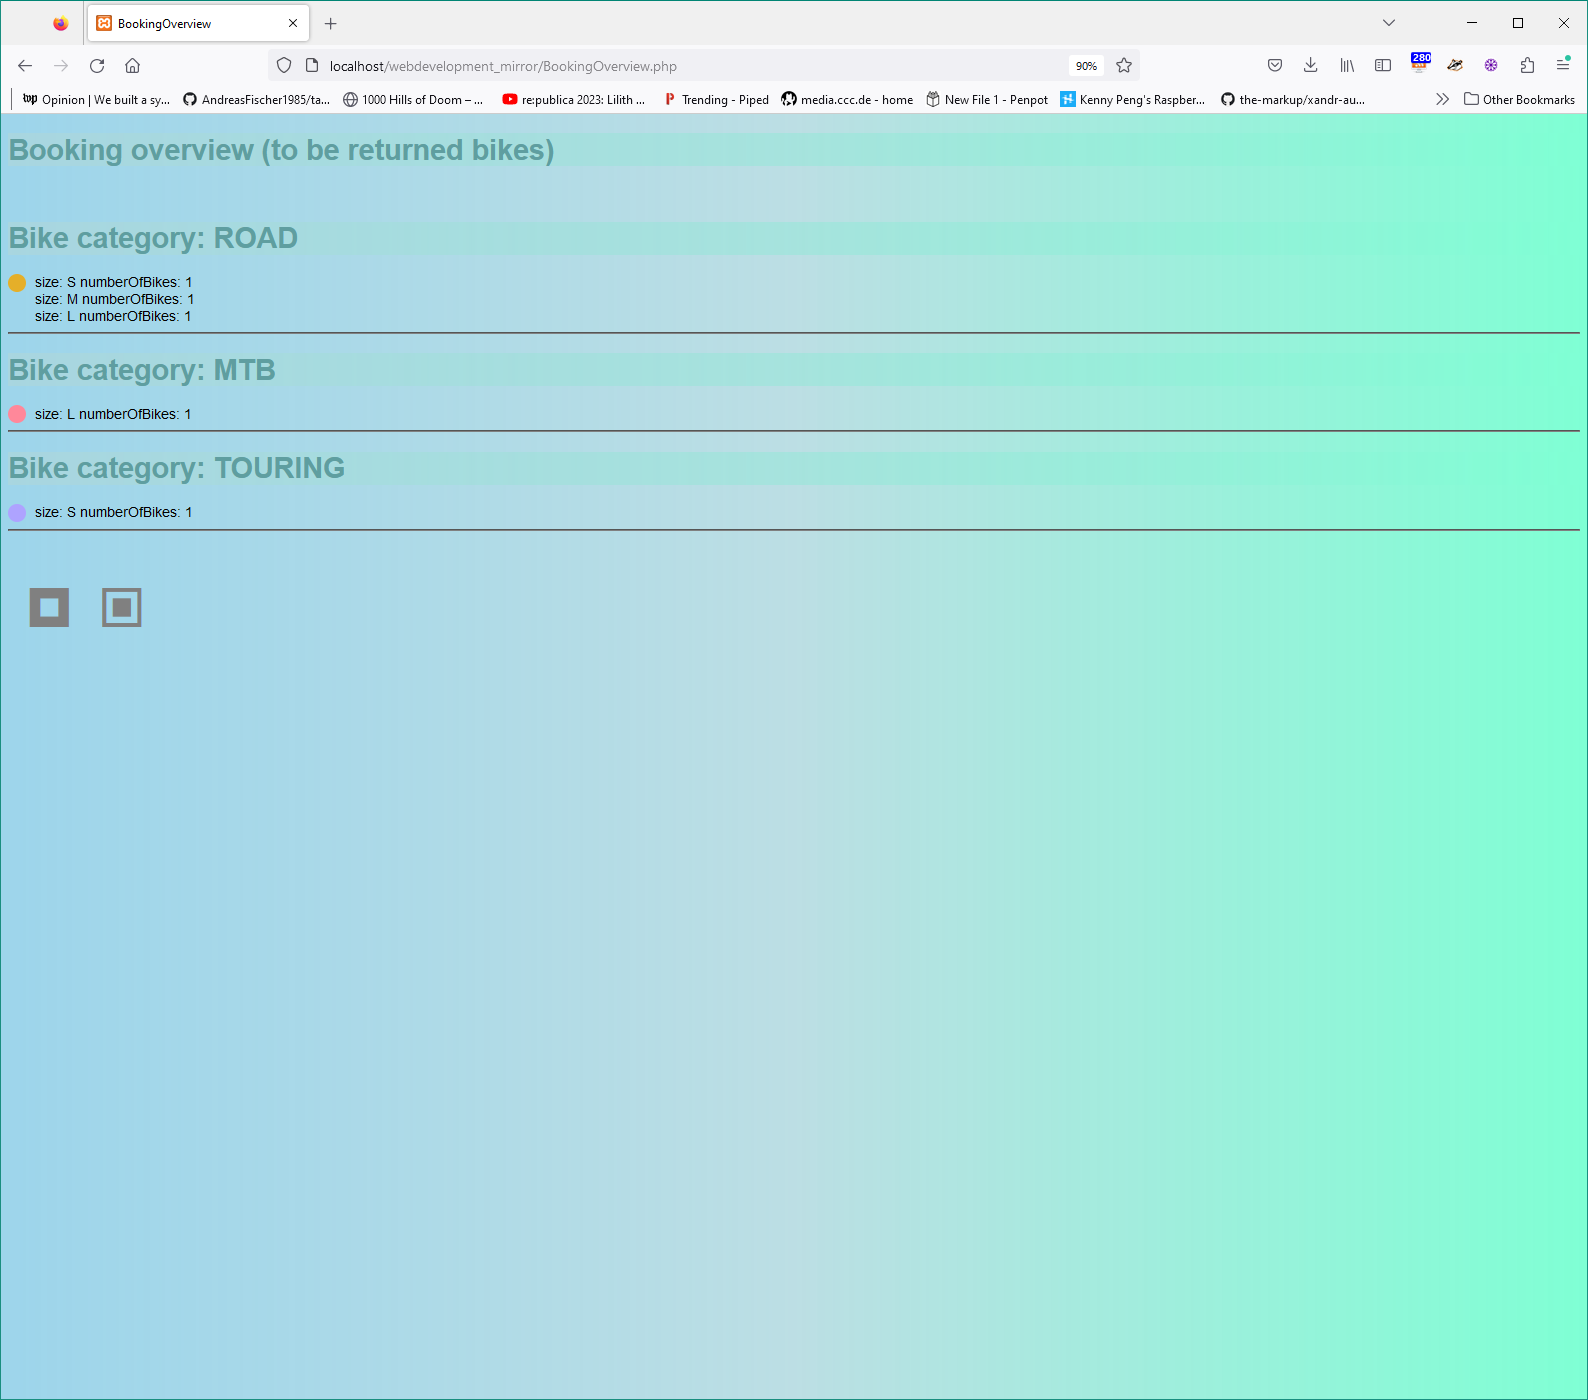 BookingOverview
localhost/webdevelopment_mirror/BookingOverview.php
90%
280
wp Opinion | We built a sy...
AndreasFischer1985/ta...
1000 Hills of Doom – ...
re:publica 2023: Lilith ...
Trending - Piped
media.ccc.de - home
New File 1 - Penpot
Kenny Peng's Raspber...
the-markup/xandr-au...
Other Bookmarks
Booking overview (to be returned bikes)
Bike category: ROAD
size: S numberOfBikes: 1
size: M numberOfBikes: 1
size: L numberOfBikes: 1
Bike category: MTB
size: L numberOfBikes: 1
Bike category: TOURING
size: S numberOfBikes: 1